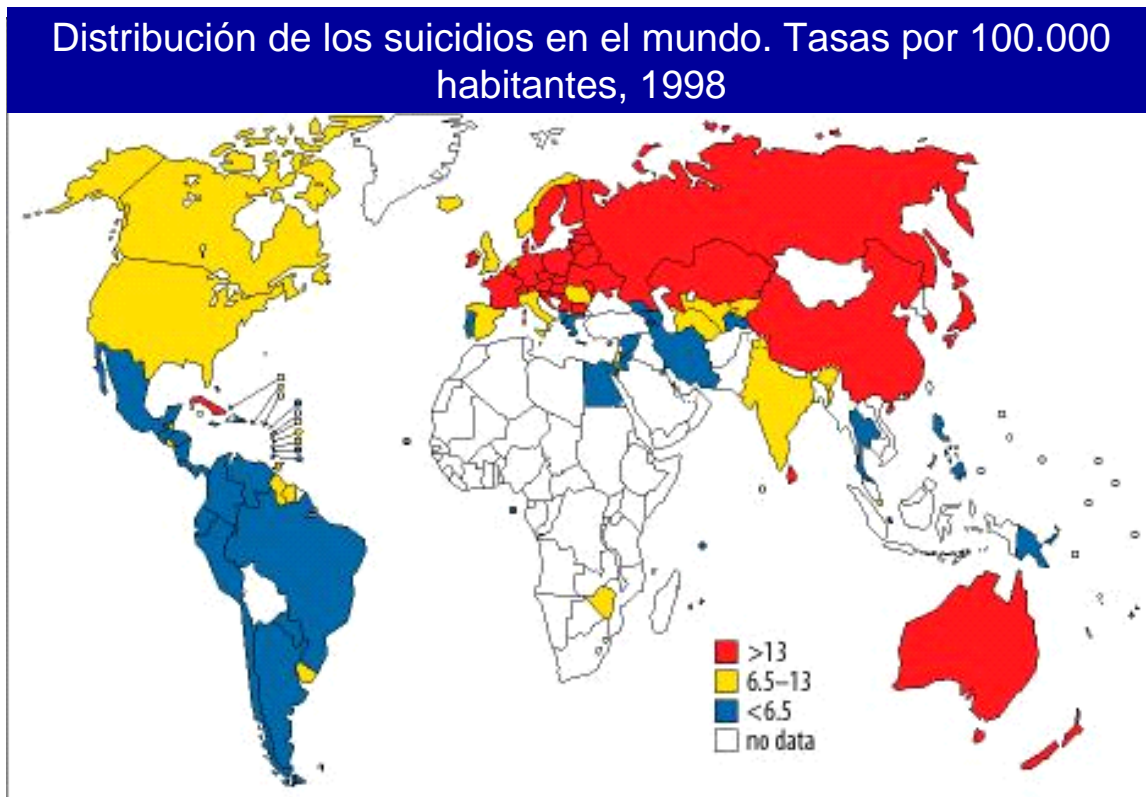 Distribución de los suicidios en el mundo. Tasas por 100.000
habitantes, 1998
>13
6.5–13
<6.5
no data